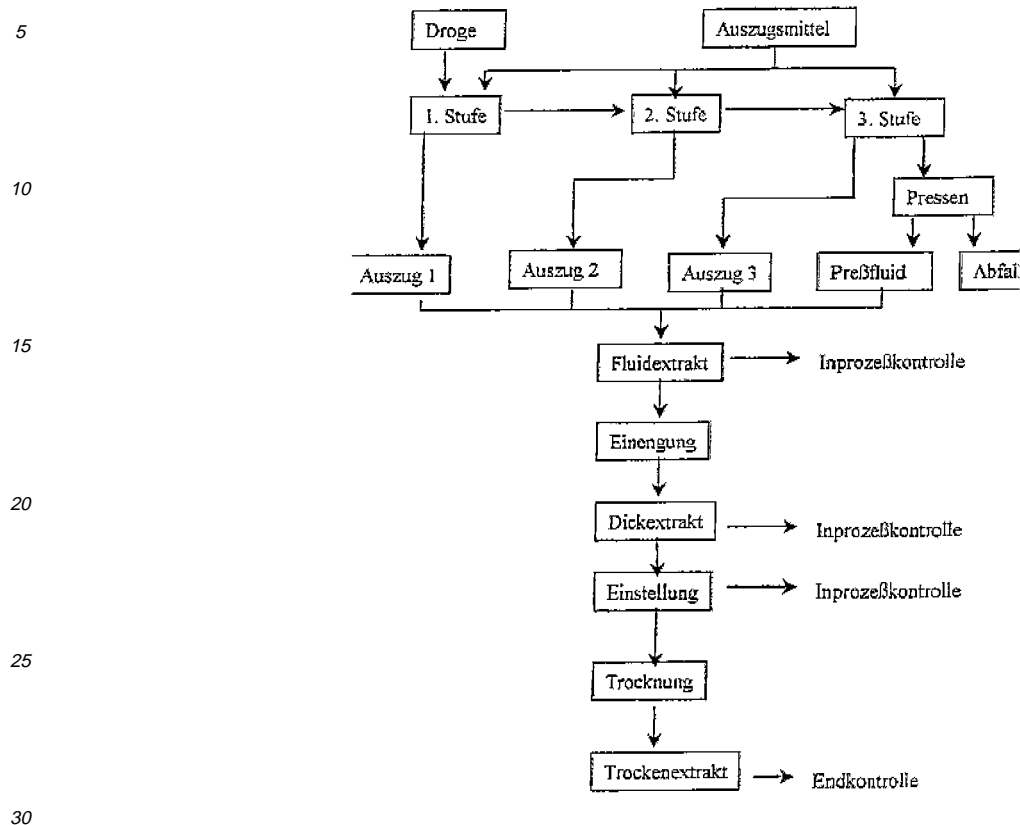 5
Droge
Auszugsmittel
1. Stufe
2. Stufe
3. Stufe
10
Pressen
Auszug 1
Auszug 2
Auszug 3
Preßfluid
Abfall
15
Fluidextrakt
Inprozeßkontrolle
Einengung
20
Dickextrakt
Inprozeßkontrolle
Einstellung
Inprozeßkontrolle
25
Trocknung
Trockenextrakt
Endkontrolle
30